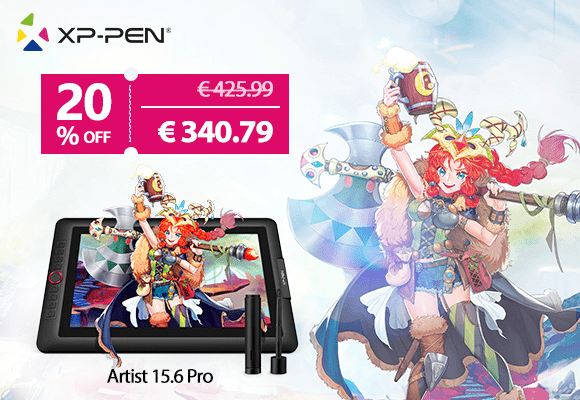 XP-PEN®
20
% OFF
€ 425.99
€ 340.79
Artist 15.6 Pro